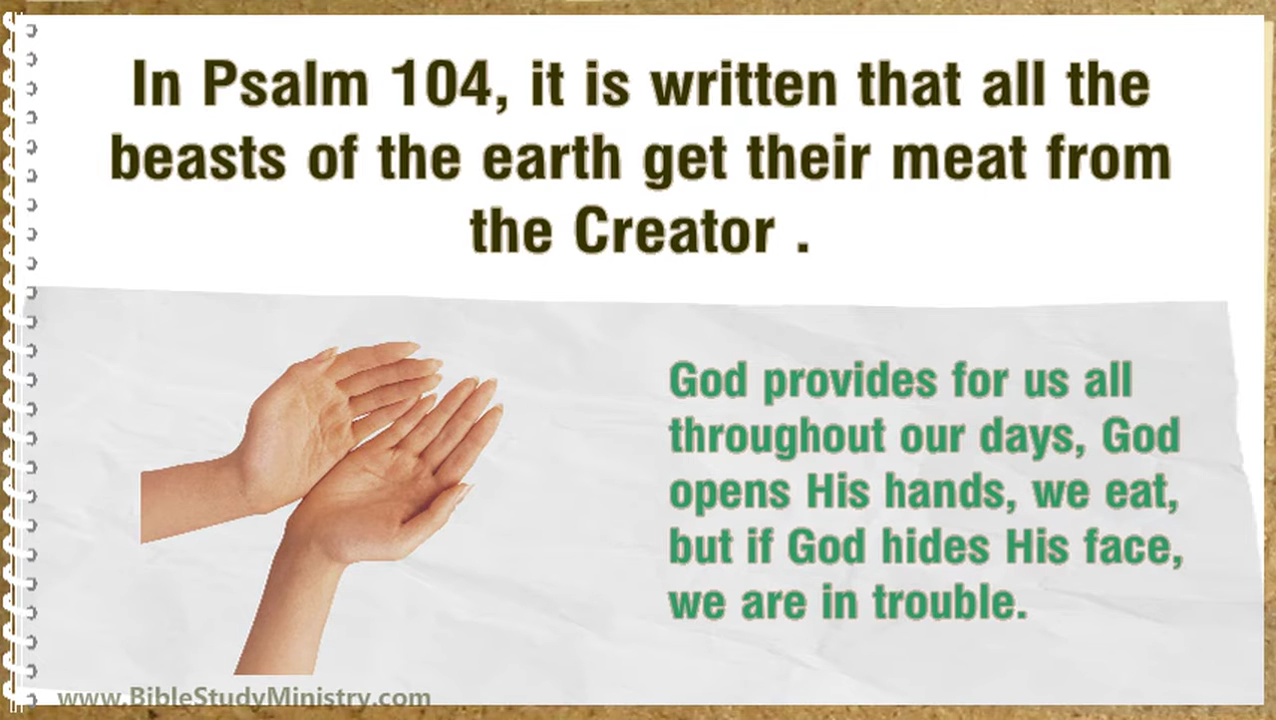 In Psalm 104, it is written that all the
beasts of the earth get their meat from
the Creator .
God provides for us all
throughout our days, God
opens His hands, we eat,
but if God hides His face,
we are in trouble.
www.BibleStudyMinistry.com